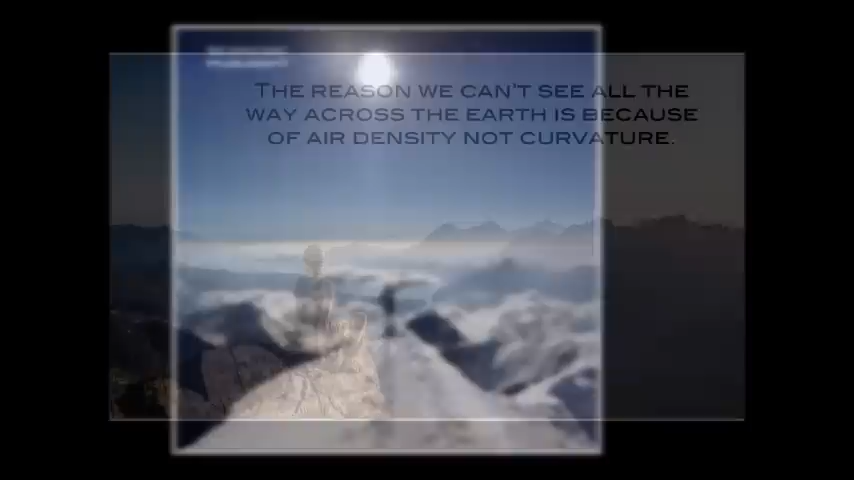 THE REASON WE CAN'T SEE ALL THE
WAY ACROSS THE EARTH IS BECAUSE
OF AIR DENSITY NOT CURVATURE.